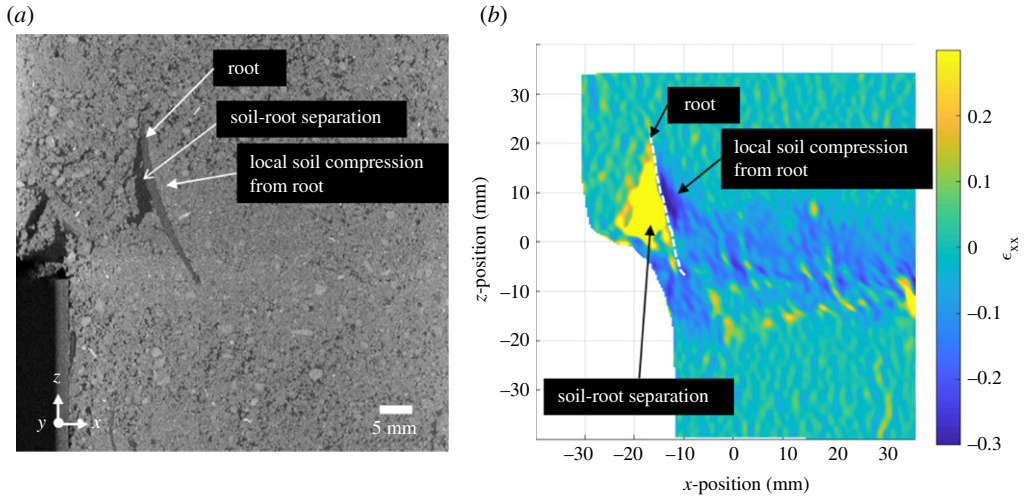 (a)
root
soil-root separation
local soil compression
from root
z
y
x
5 mm
(b)
30
20
10
0
–10
–20
–30
z-position (mm)
root
local soil compression
from root
soil-root separation
–30
–20
–10
0
10
20
30
x-position (mm)
0.2
0.1
0
–0.1
–0.2
–0.3
ϵxx